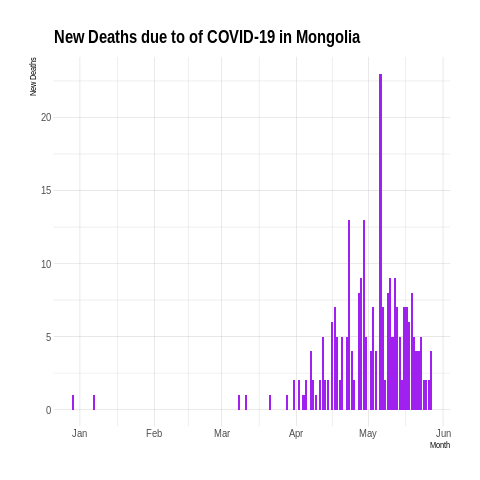 New Deaths due to of COVID-19 in Mongolia
New Deaths
20
15
10
5
0
Jan Feb Mar Apr May Jun
Month